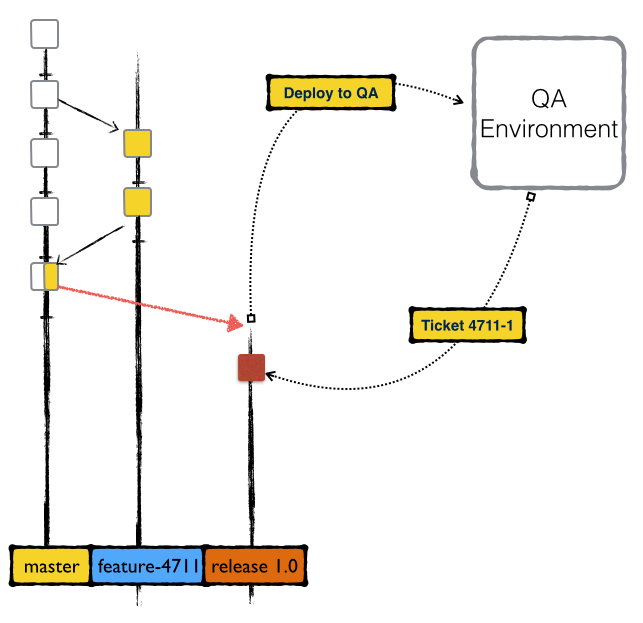 Deploy to QA
QA
Environment
Ticket 4711-1
master
feature-4711
release 1.0